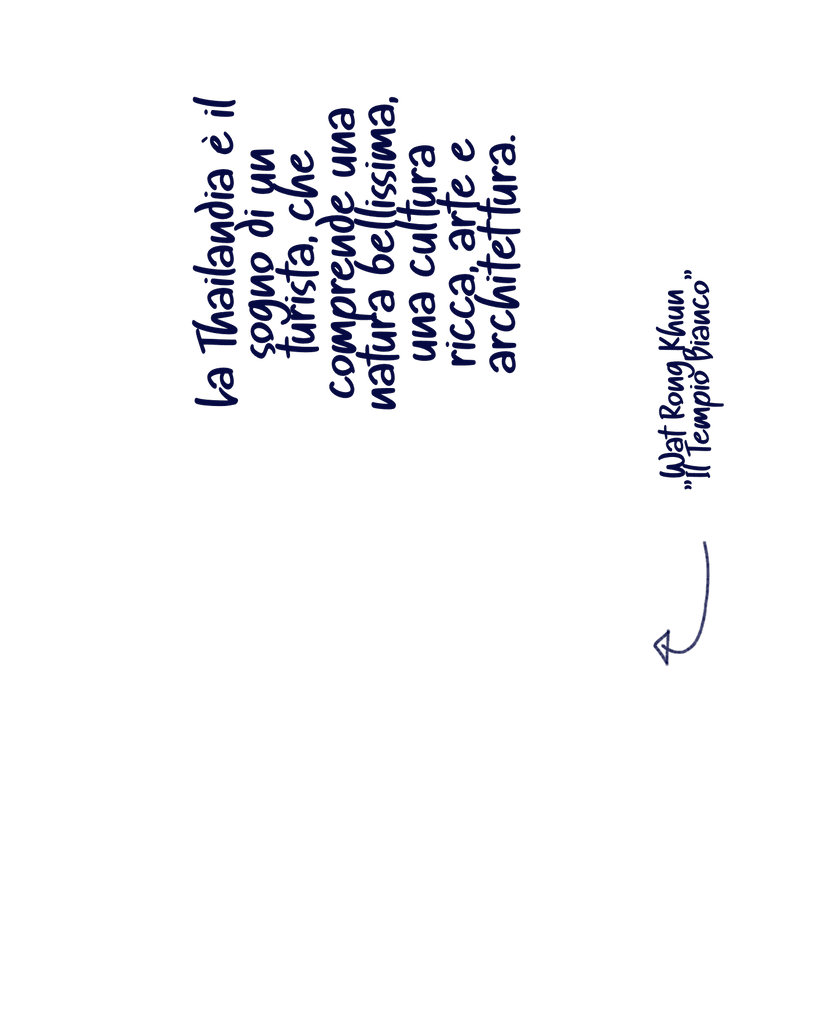 La Thailandia è il
sogno di un
turista, che
comprende una
natura bellissima,
una cultura
ricca, arte e
architettura.
Wat Rong Khun
"Il Tempio Bianco"